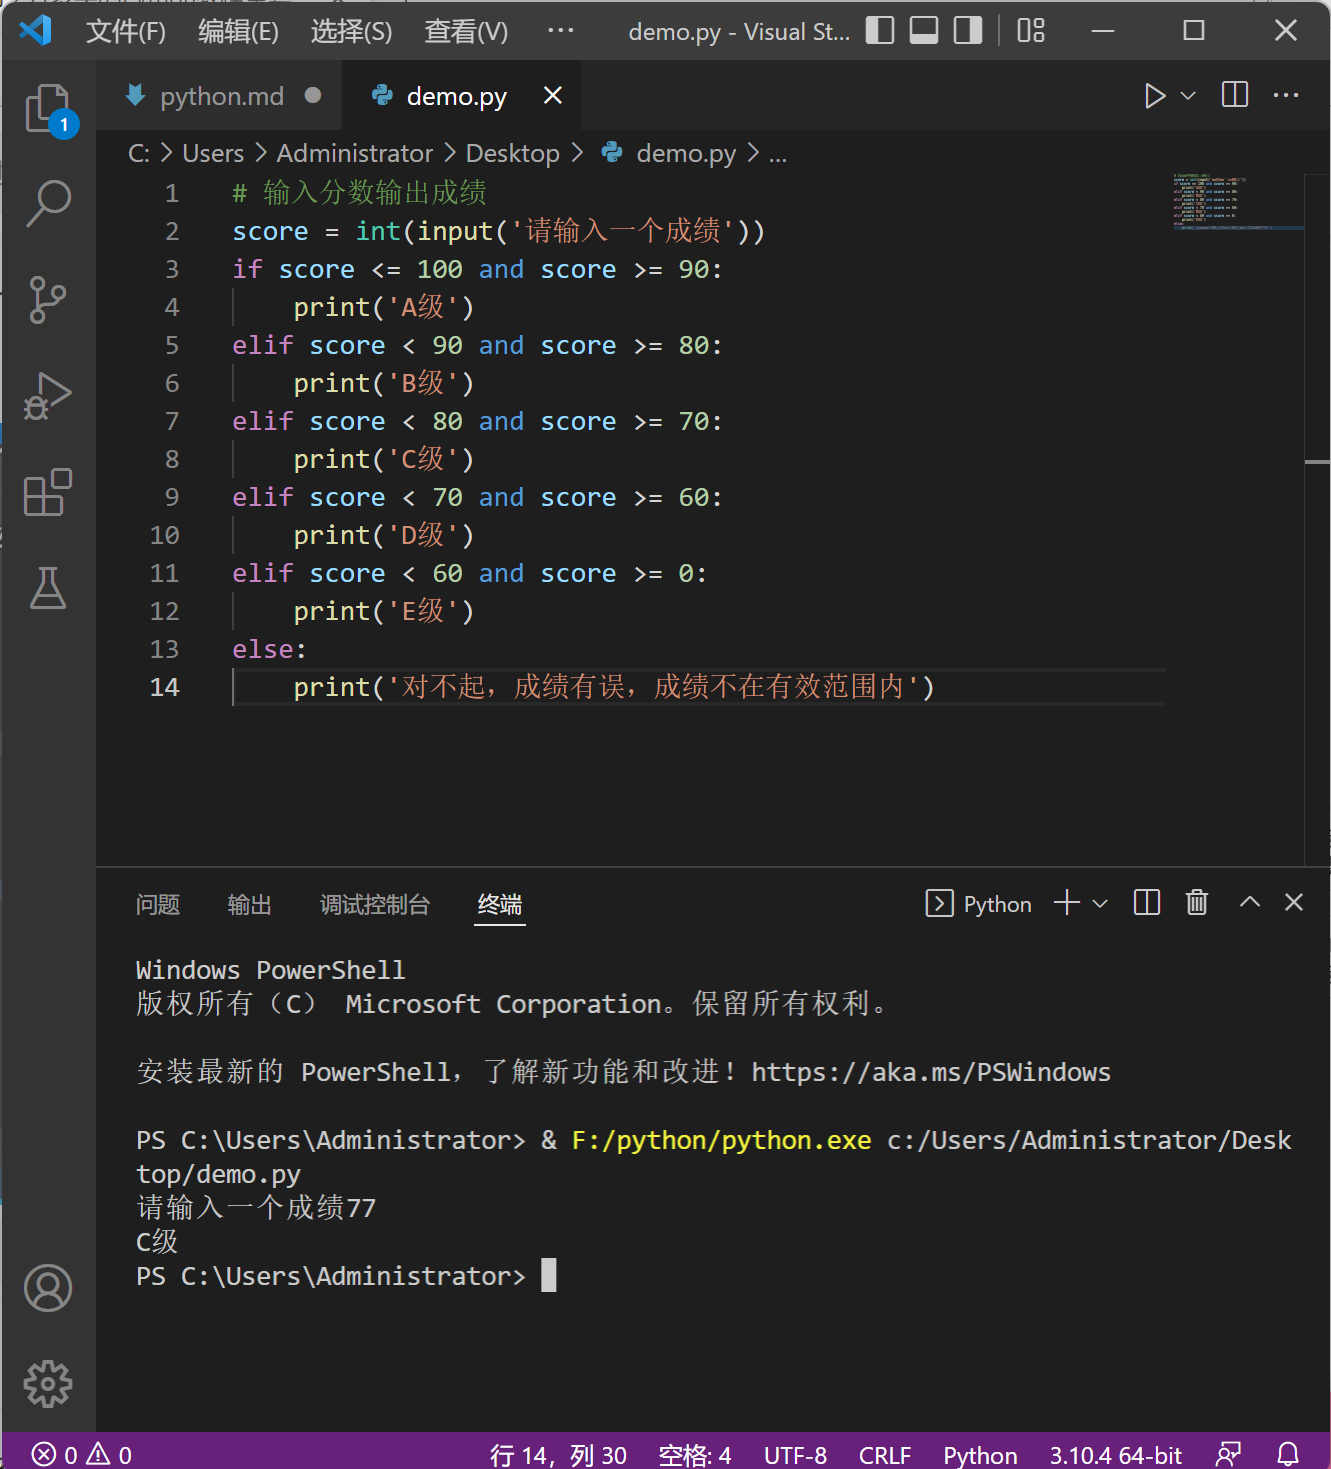 文件(F) 编辑(E) 选择(S) 查看(V) ··· demo.py - Visual St...
python.md demo.py
1
C: > Users > Administrator > Desktop > demo.py > ...
1 # 输入分数输出成绩
2 score = int(input('请输入一个成绩'))
3 if score <= 100 and score >= 90:
4     print('A级')
5 elif score < 90 and score >= 80:
6     print('B级')
7 elif score < 80 and score >= 70:
8     print('C级')
9 elif score < 70 and score >= 60:
10     print('D级')
11 elif score < 60 and score >= 0:
12     print('E级')
13 else:
14     print('对不起，成绩有误，成绩不在有效范围内')
问题 输出 调试控制台 终端 Python
Windows PowerShell
版权所有（C） Microsoft Corporation。保留所有权利。
安装最新的 PowerShell，了解新功能和改进！https://aka.ms/PSWindows
PS C:\Users\Administrator> & F:/python/python.exe c:/Users/Administrator/Desk
top/demo.py
请输入一个成绩77
C级
PS C:\Users\Administrator>
0 0 行 14，列 30 空格: 4 UTF-8 CRLF Python 3.10.4 64-bit